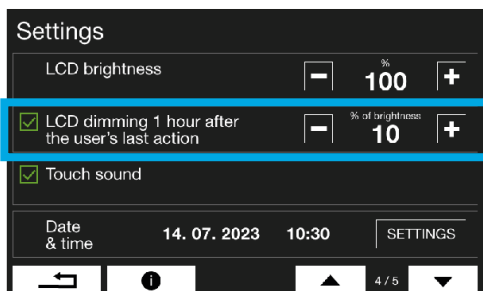 Settings
LCD brightness
%
− 100 +
LCD dimming 1 hour after
the user's last action
% of brightness
− 10 +
Touch sound
Date
& time
14. 07. 2023 10:30 SETTINGS
i 4/5